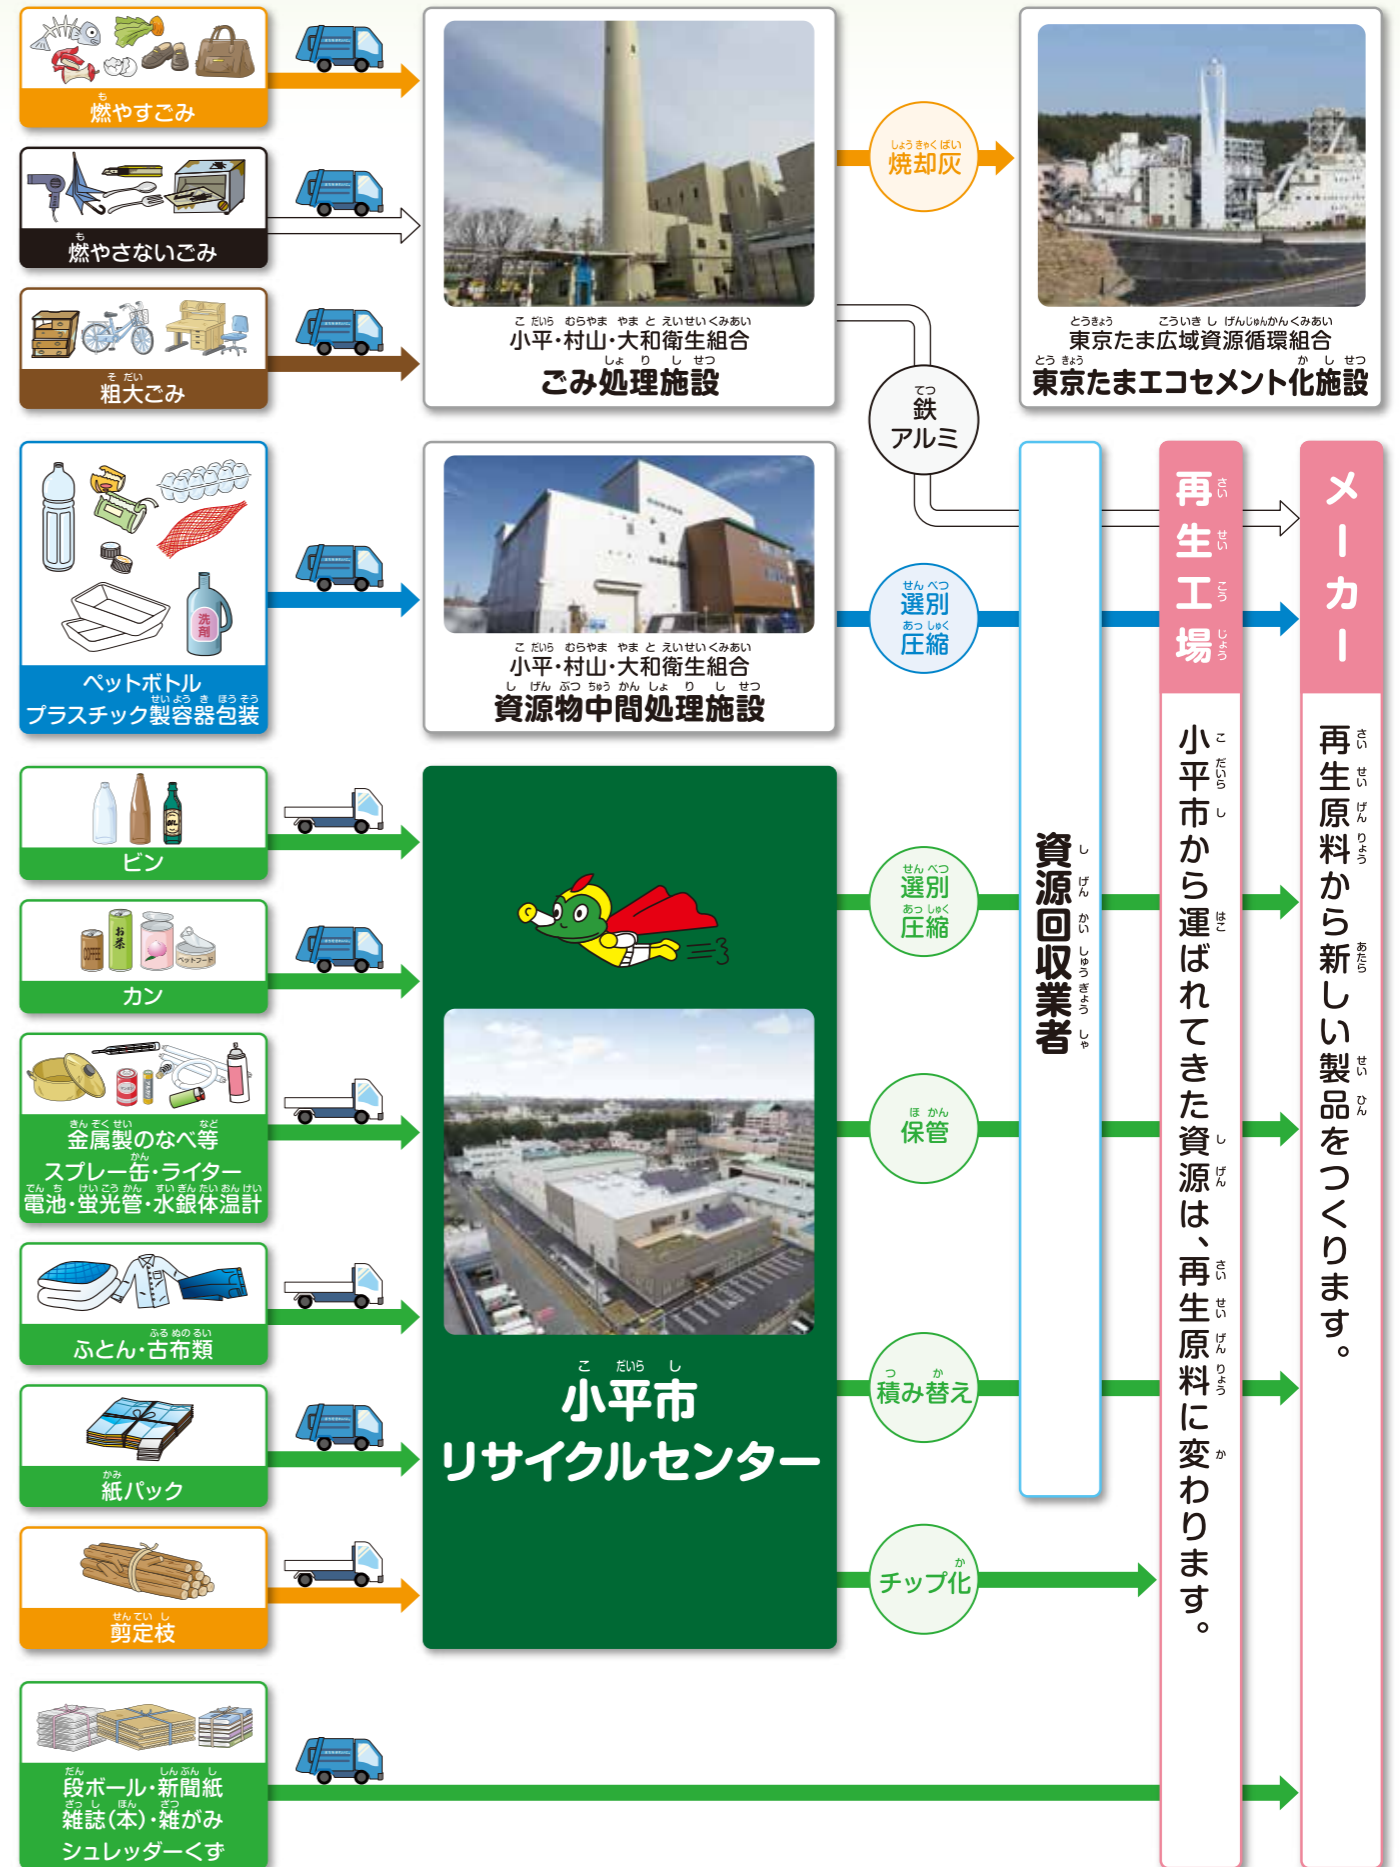 燃やすごみ
燃やさないごみ
粗大ごみ
小平・村山・大和衛生組合
ごみ処理施設
焼却灰
東京たま広域資源循環組合
東京たまエコセメント化施設
鉄
アルミ
洗剤
ペットボトル
プラスチック製容器包装
小平・村山・大和衛生組合
資源物中間処理施設
選別
圧縮
ビン
COFFEE
お茶
ペットフード
カン
金属製のなべ等
スプレー缶・ライター
電池・蛍光管・水銀体温計
ふとん・古布類
紙パック
剪定枝
段ボール・新聞紙
雑誌(本)・雑がみ
シュレッダーくず
小平市
リサイクルセンター
選別
圧縮
保管
積み替え
チップ化
資源回収業者
再生工場
小平市から運ばれてきた資源は、再生原料に変わります。
メーカー
再生原料から新しい製品をつくります。